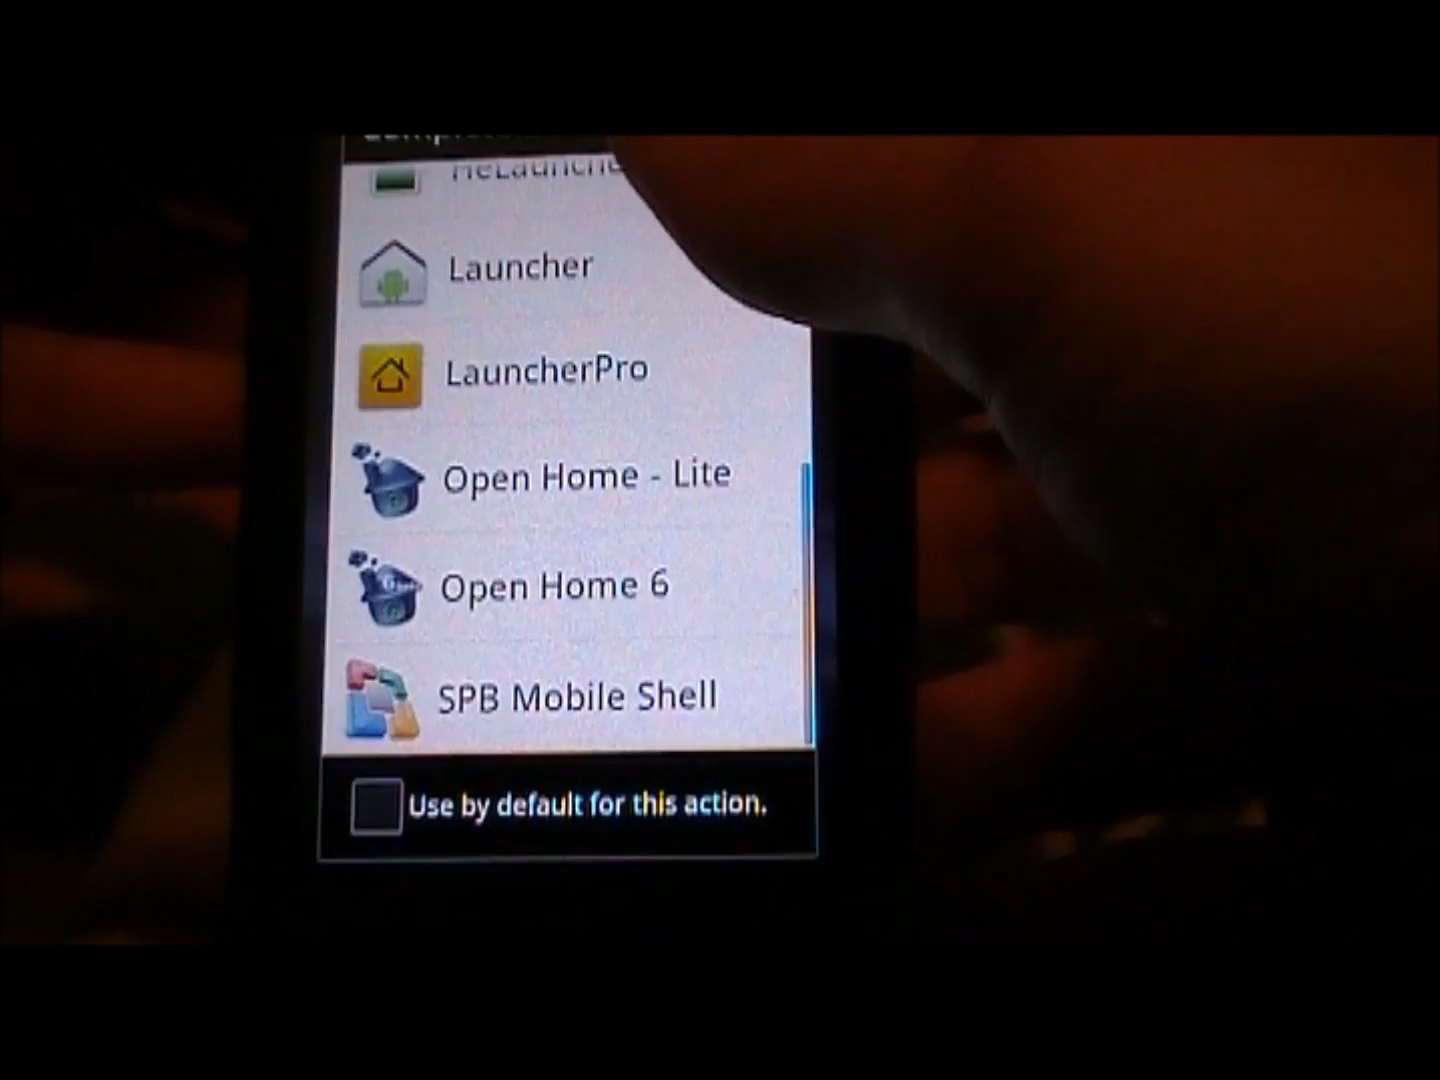 Launcher
LauncherPro
Open Home - Lite
Open Home 6
SPB Mobile Shell
Use by default for this action.